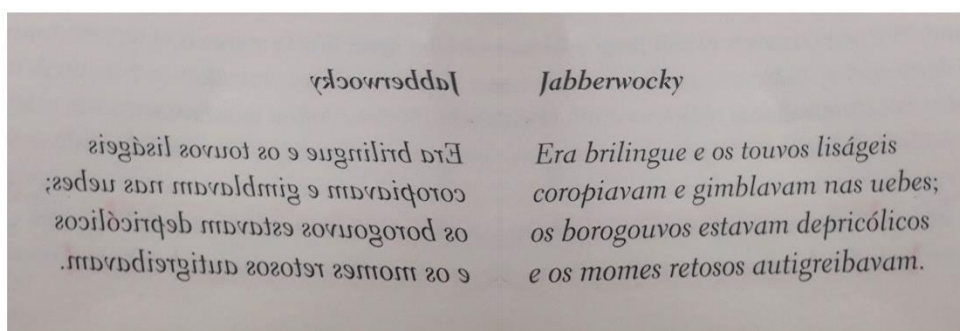 Jabberwocky
Era brilingue e os touvos liságeis
coropiavam e gimblavam nas uebes;
os borogouvos estavam depricólicos
e os momes retosos autigreibavam.
Jabberwocky
Era brilingue e os touvos liságeis
coropiavam e gimblavam nas uebes;
os borogouvos estavam depricólicos
e os momes retosos autigreibavam.